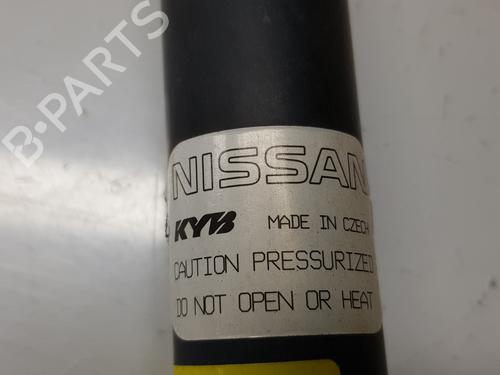 B-PARTS
NISSAN
KYB MADE IN CZECH
CAUTION PRESSURIZED
DO NOT OPEN OR HEAT